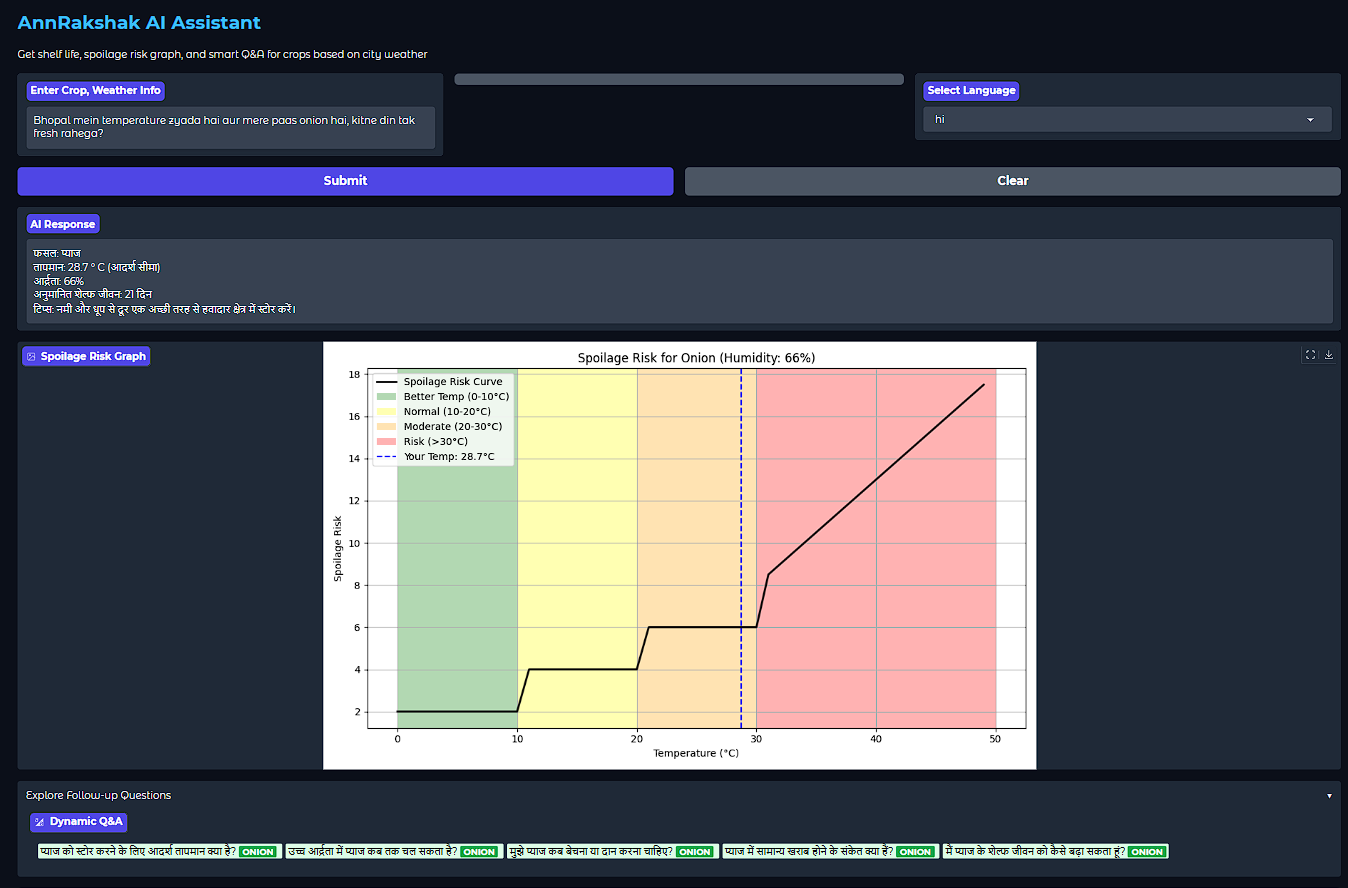 AnnRakshak AI Assistant
Get shelf life, spoilage risk graph, and smart Q&A for crops based on city weather
Enter Crop, Weather Info
Bhopal mein temperature zyada hai aur mere paas onion hai, kitne din tak
fresh rahega?
Select Language
hi
Submit
Clear
AI Response
फसल: प्याज
तापमान: 28.7 ° C (आदर्श सीमा)
आर्द्रता: 66%
अनुमानित शेल्फ जीवन: 21 दिन
टिप्स: नमी और धूप से दूर एक अच्छी तरह से हवादार क्षेत्र में स्टोर करें।
Spoilage Risk Graph
Spoilage Risk for Onion (Humidity: 66%)
Spoilage Risk Curve
Better Temp (0-10°C)
Normal (10-20°C)
Moderate (20-30°C)
Risk (>30°C)
Your Temp: 28.7°C
18
16
14
12
10
8
6
4
2
Spoilage Risk
0 10 20 30 40 50
Temperature (°C)
Explore Follow-up Questions
Dynamic Q&A
प्याज को स्टोर करने के लिए आदर्श तापमान क्या है? ONION उच्च आर्द्रता में प्याज कब तक चल सकता है? ONION मुझे प्याज कब बेचना या दान करना चाहिए? ONION प्याज में सामान्य खराब होने के संकेत क्या हैं? ONION मैं प्याज के शेल्फ जीवन को कैसे बढ़ा सकता हूं? ONION